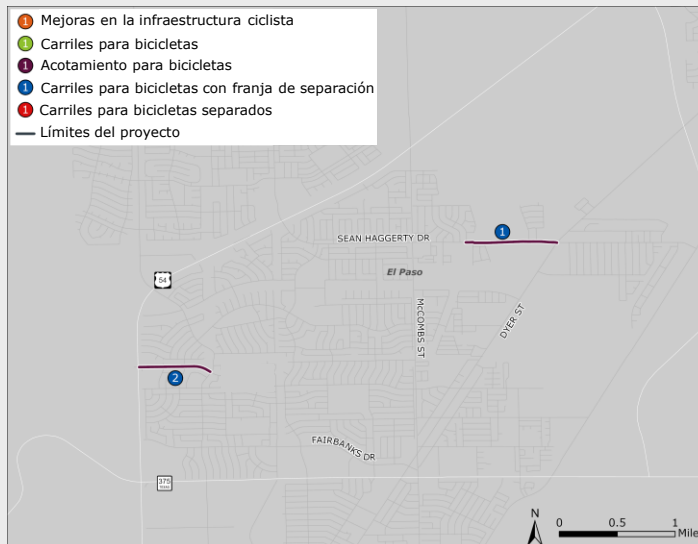 1 Mejoras en la infraestructura ciclista
1 Carriles para bicicletas
1 Acotamiento para bicicletas
1 Carriles para bicicletas con franja de separación
1 Carriles para bicicletas separados
Límites del proyecto
1
SEAN HAGGERTY DR
El Paso
54
McCOMBS ST
DYER ST
2
FAIRBANKS DR
375
N
0 0.5 1
Mile